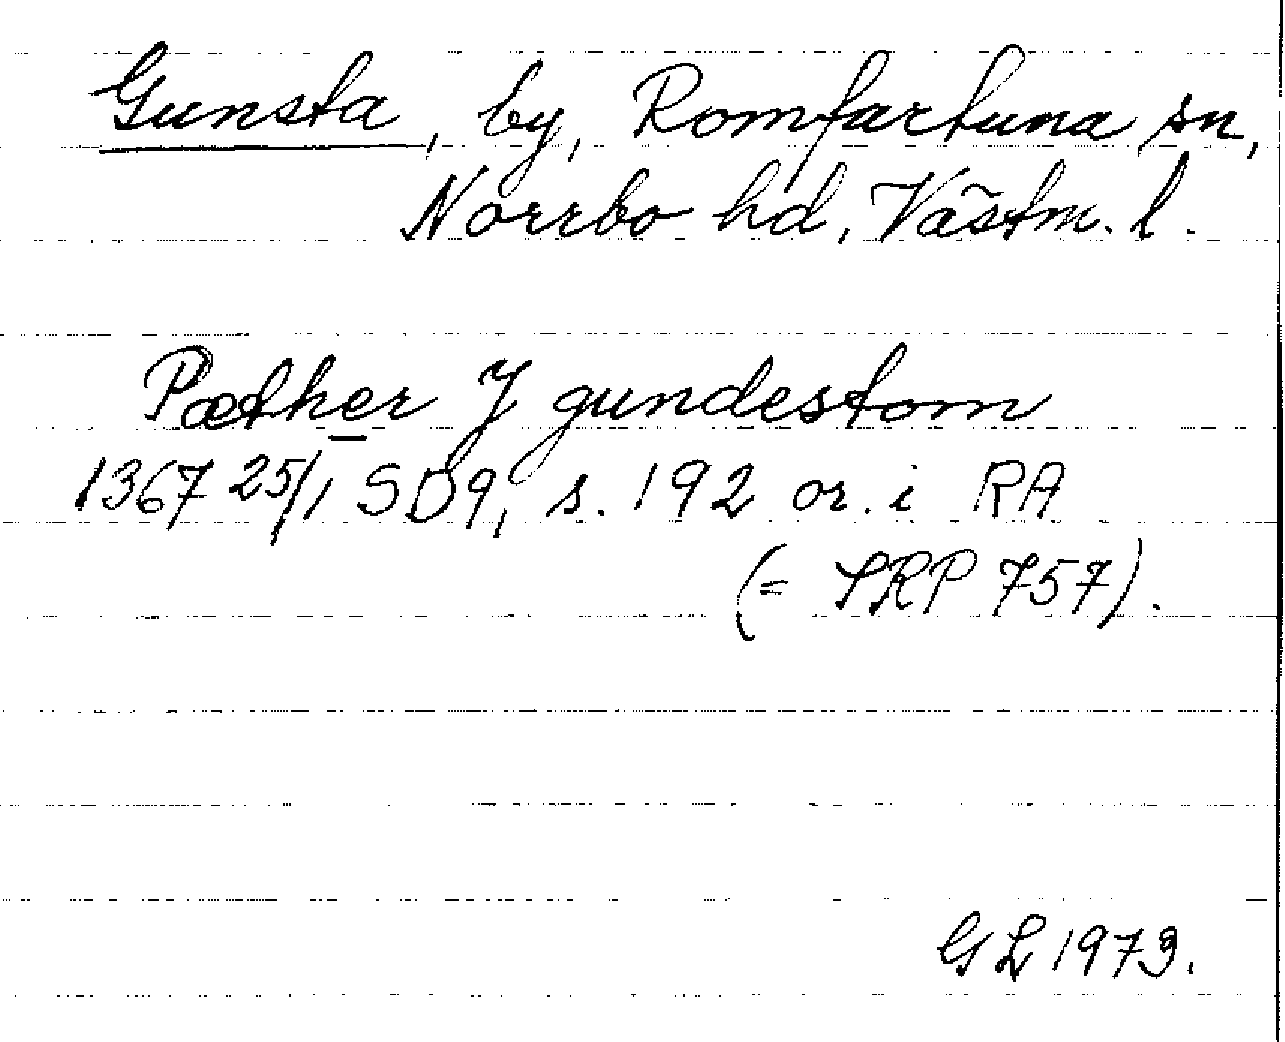 Gunsta, by, Romfartuna sn,
Norrbo hd, Västm. l.
Pæther J gundestom
1367 25/1 SD9, s. 192 or. i RA
(= SRP 757).
GL 1973.